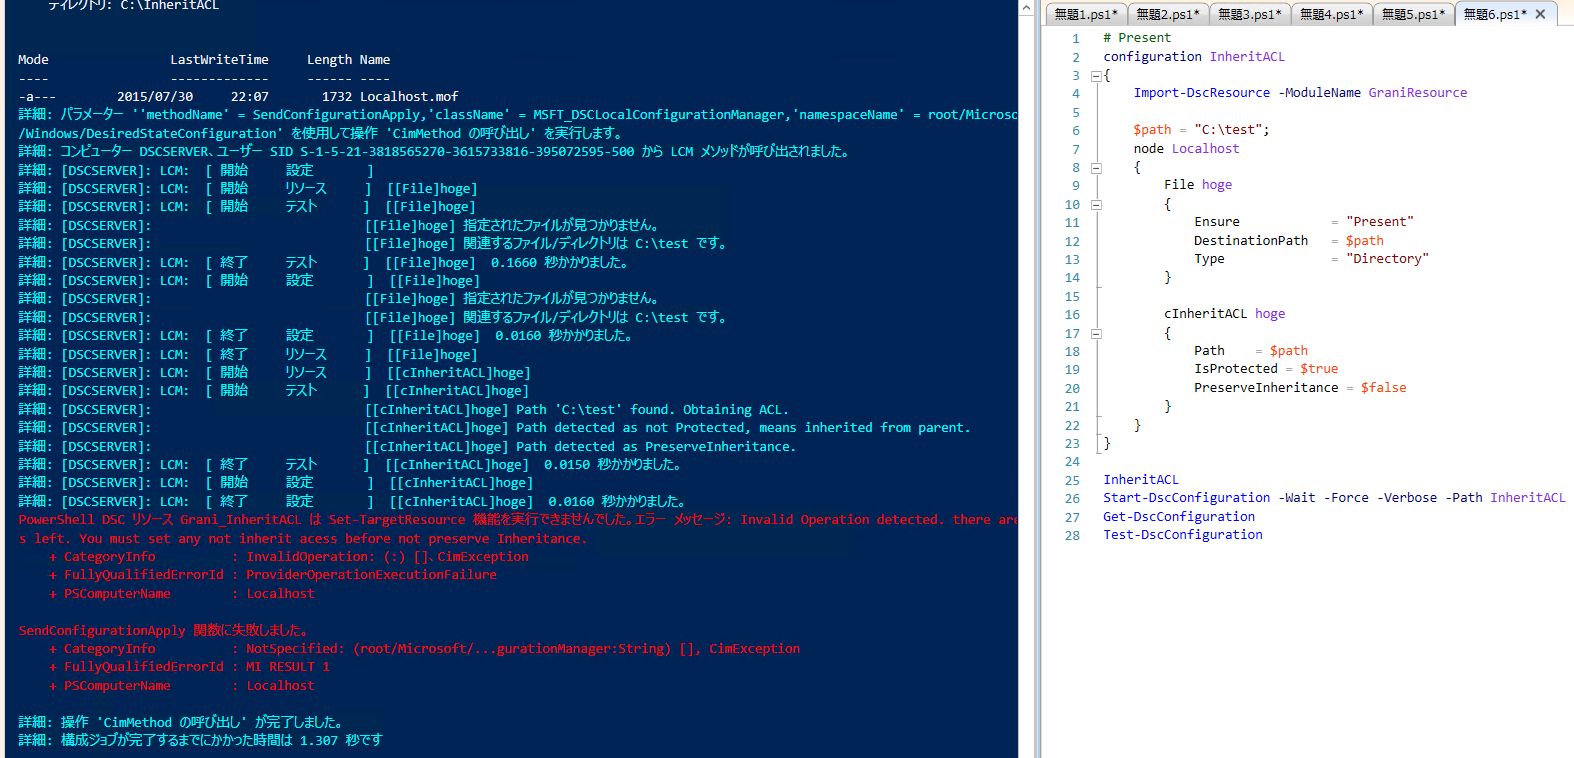 ディレクトリ: C:\InheritACL
Mode                LastWriteTime     Length Name
----                -------------     ------ ----
-a---        2015/07/30     22:07       1732 Localhost.mof
詳細: パラメーター ''methodName' = SendConfigurationApply,'className' = MSFT_DSCLocalConfigurationManager,'namespaceName' = root/Microso
/Windows/DesiredStateConfiguration' を使用して操作 'CimMethod の呼び出し' を実行します。
詳細: コンピューター DSCSERVER、ユーザー SID S-1-5-21-3818565270-3615733816-395072595-500 から LCM メソッドが呼び出されました。
詳細: [DSCSERVER]: LCM:  [ 開始     設定       ]
詳細: [DSCSERVER]: LCM:  [ 開始     リソース     ]  [[File]hoge]
詳細: [DSCSERVER]: LCM:  [ 開始     テスト      ]  [[File]hoge]
詳細: [DSCSERVER]:                            [[File]hoge] 指定されたファイルが見つかりません。
詳細: [DSCSERVER]:                            [[File]hoge] 関連するファイル/ディレクトリは C:\test です。
詳細: [DSCSERVER]: LCM:  [ 終了     テスト      ]  [[File]hoge]  0.1660 秒かかりました。
詳細: [DSCSERVER]: LCM:  [ 開始     設定       ]  [[File]hoge]
詳細: [DSCSERVER]:                            [[File]hoge] 指定されたファイルが見つかりません。
詳細: [DSCSERVER]:                            [[File]hoge] 関連するファイル/ディレクトリは C:\test です。
詳細: [DSCSERVER]: LCM:  [ 終了     設定       ]  [[File]hoge]  0.0160 秒かかりました。
詳細: [DSCSERVER]: LCM:  [ 終了     リソース     ]  [[File]hoge]
詳細: [DSCSERVER]: LCM:  [ 開始     リソース     ]  [[cInheritACL]hoge]
詳細: [DSCSERVER]: LCM:  [ 開始     テスト      ]  [[cInheritACL]hoge]
詳細: [DSCSERVER]:                            [[cInheritACL]hoge] Path 'C:\test' found. Obtaining ACL.
詳細: [DSCSERVER]:                            [[cInheritACL]hoge] Path detected as not Protected, means inherited from parent.
詳細: [DSCSERVER]:                            [[cInheritACL]hoge] Path detected as PreserveInheritance.
詳細: [DSCSERVER]: LCM:  [ 終了     テスト      ]  [[cInheritACL]hoge]  0.0150 秒かかりました。
詳細: [DSCSERVER]: LCM:  [ 開始     設定       ]  [[cInheritACL]hoge]
詳細: [DSCSERVER]: LCM:  [ 終了     設定       ]  [[cInheritACL]hoge]  0.0160 秒かかりました。
PowerShell DSC リソース Grani_InheritACL は Set-TargetResource 機能を実行できませんでした。エラー メッセージ: Invalid Operation detected. there are
s left. You must set any not inherit acess before not preserve Inheritance.
    + CategoryInfo          : InvalidOperation: (:) []、CimException
    + FullyQualifiedErrorId : ProviderOperationExecutionFailure
    + PSComputerName        : Localhost
SendConfigurationApply 関数に失敗しました。
    + CategoryInfo          : NotSpecified: (root/Microsoft/...gurationManager:String) [], CimException
    + FullyQualifiedErrorId : MI RESULT 1
    + PSComputerName        : Localhost
詳細: 操作 'CimMethod の呼び出し' が完了しました。
詳細: 構成ジョブが完了するまでにかかった時間は 1.307 秒です
無題1.ps1* 無題2.ps1* 無題3.ps1* 無題4.ps1* 無題5.ps1* 無題6.ps1*
1 # Present
2 configuration InheritACL
3 {
4     Import-DscResource -ModuleName GraniResource
5
6     $path = "C:\test";
7     node Localhost
8     {
9         File hoge
10         {
11             Ensure            = "Present"
12             DestinationPath   = $path
13             Type              = "Directory"
14         }
15
16         cInheritACL hoge
17         {
18             Path    = $path
19             IsProtected = $true
20             PreserveInheritance = $false
21         }
22     }
23 }
24
25 InheritACL
26 Start-DscConfiguration -Wait -Force -Verbose -Path InheritACL
27 Get-DscConfiguration
28 Test-DscConfiguration